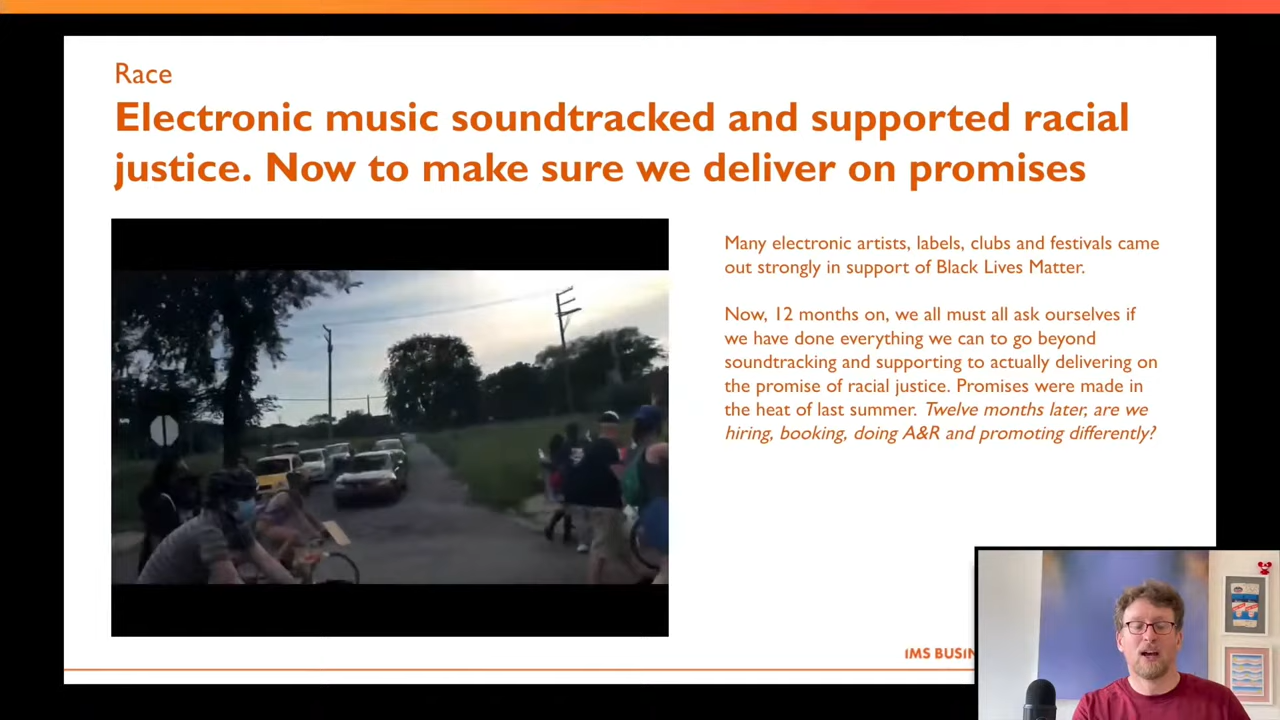 Race
Electronic music soundtracked and supported racial
justice. Now to make sure we deliver on promises
Many electronic artists, labels, clubs and festivals came
out strongly in support of Black Lives Matter.
Now, 12 months on, we all must all ask ourselves if
we have done everything we can to go beyond
soundtracking and supporting to actually delivering on
the promise of racial justice. Promises were made in
the heat of last summer. Twelve months later, are we
hiring, booking, doing A&R and promoting differently?
IMS